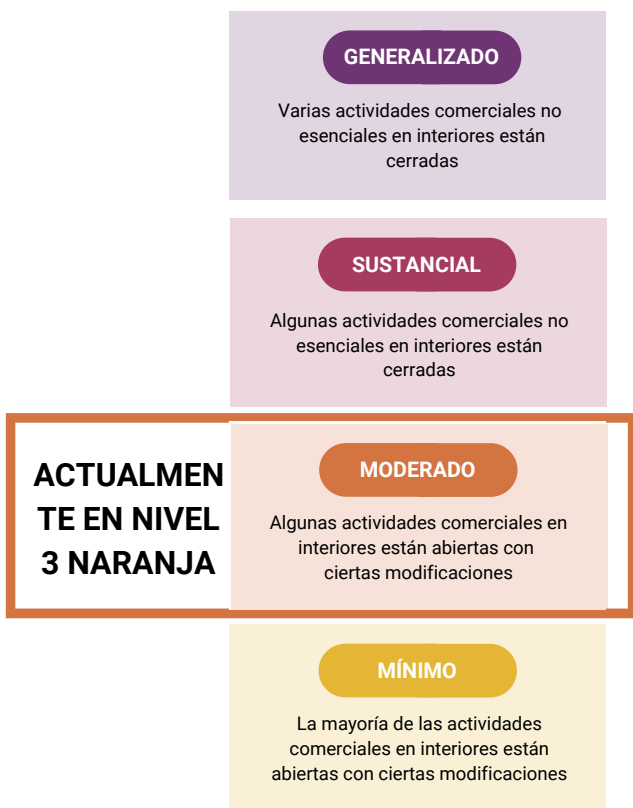 GENERALIZADO
Varias actividades comerciales no
esenciales en interiores están
cerradas
SUSTANCIAL
Algunas actividades comerciales no
esenciales en interiores están
cerradas
ACTUALMEN
TE EN NIVEL
3 NARANJA
MODERADO
Algunas actividades comerciales en
interiores están abiertas con
ciertas modificaciones
MÍNIMO
La mayoría de las actividades
comerciales en interiores están
abiertas con ciertas modificaciones